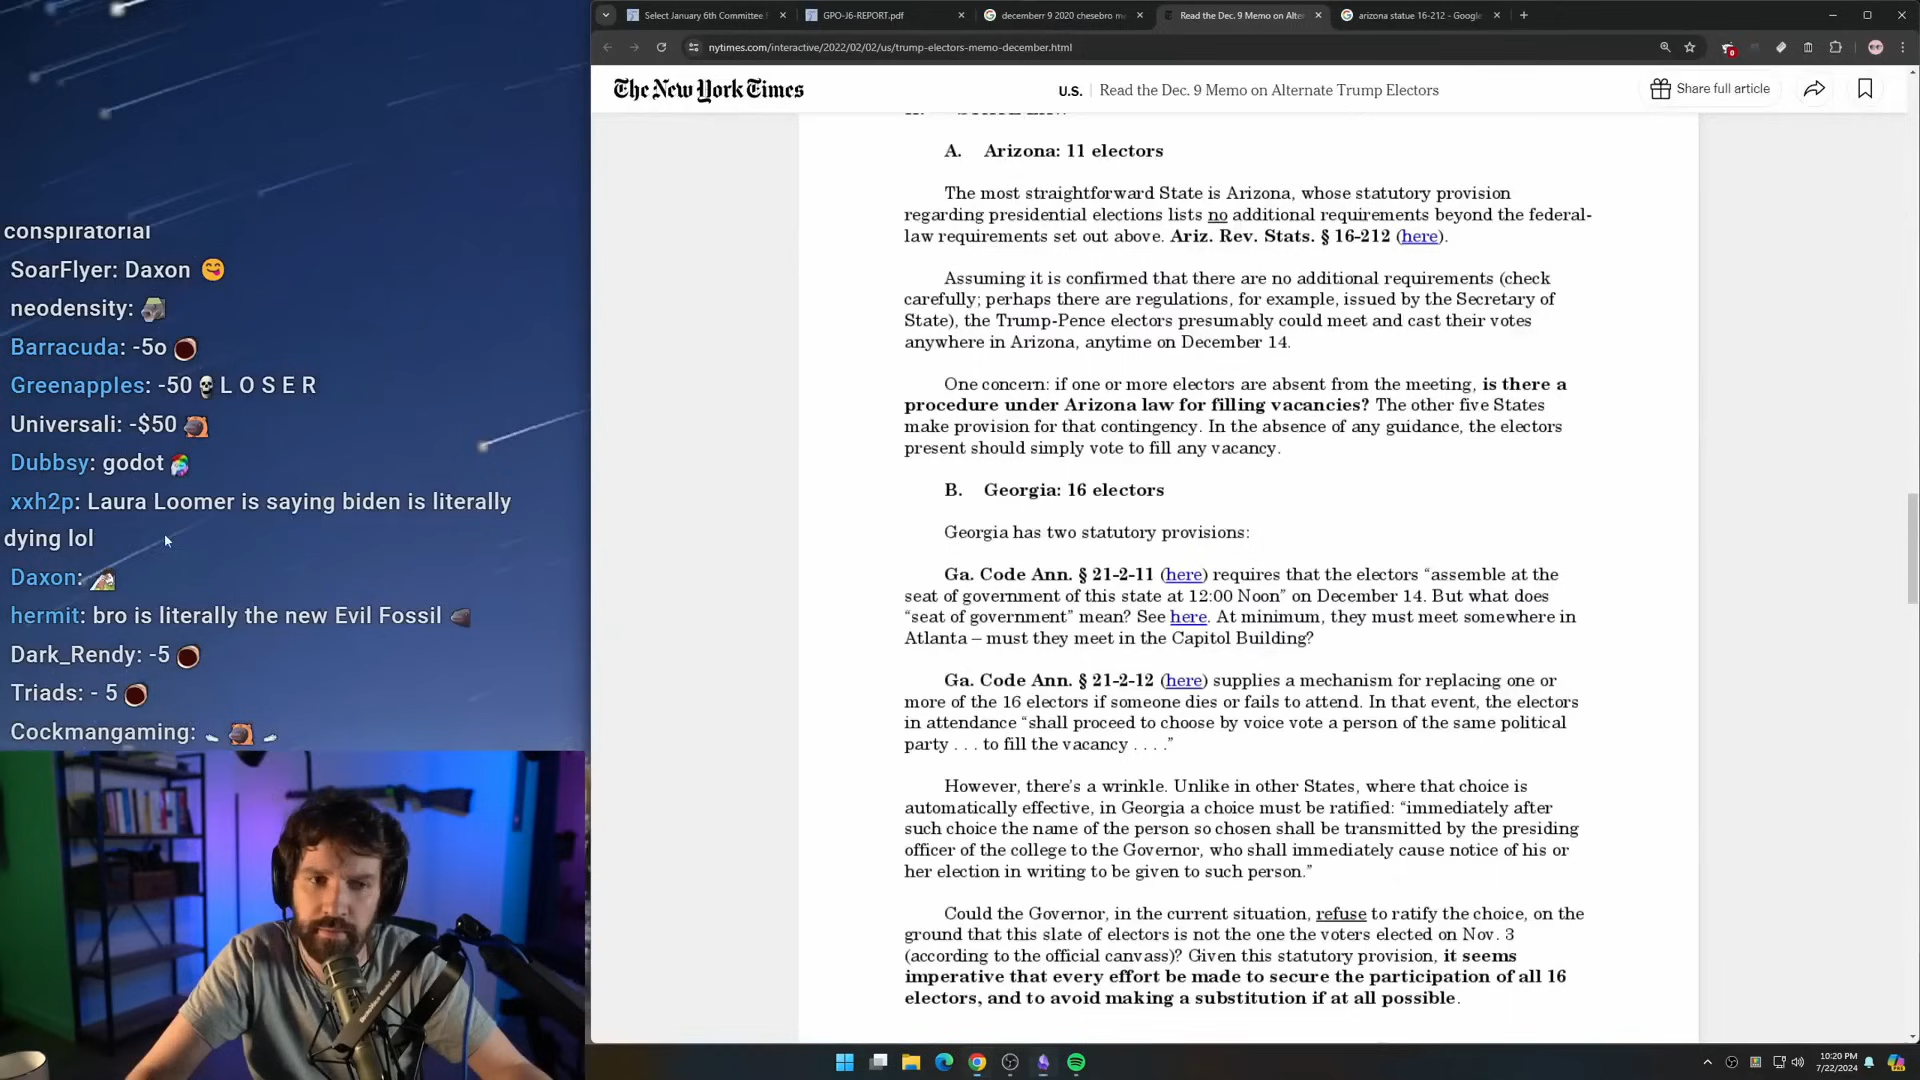 conspiratorial
SoarFlyer: Daxon
neodensity:
Barracuda: -5o
Greenapples: -50 L O S E R
Universali: -$50
Dubbsy: godot
xxh2p: Laura Loomer is saying biden is literally
dying lol
Daxon:
hermit: bro is literally the new Evil Fossil
Dark_Rendy: -5
Triads: - 5
Cockmangaming:
Select January 6th Committee
GPO-J6-REPORT.pdf
decemberr 9 2020 chesebro m
Read the Dec. 9 Memo on Alte
arizona statue 16-212 - Google
nytimes.com/interactive/2022/02/02/us/trump-electors-memo-december.html
The New York Times
U.S. | Read the Dec. 9 Memo on Alternate Trump Electors
Share full article
A. Arizona: 11 electors
The most straightforward State is Arizona, whose statutory provision
regarding presidential elections lists no additional requirements beyond the federal-
law requirements set out above. Ariz. Rev. Stats. § 16-212 (here).
Assuming it is confirmed that there are no additional requirements (check
carefully; perhaps there are regulations, for example, issued by the Secretary of
State), the Trump-Pence electors presumably could meet and cast their votes
anywhere in Arizona, anytime on December 14.
One concern: if one or more electors are absent from the meeting, is there a
procedure under Arizona law for filling vacancies? The other five States
make provision for that contingency. In the absence of any guidance, the electors
present should simply vote to fill any vacancy.
B. Georgia: 16 electors
Georgia has two statutory provisions:
Ga. Code Ann. § 21-2-11 (here) requires that the electors “assemble at the
seat of government of this state at 12:00 Noon” on December 14. But what does
“seat of government” mean? See here. At minimum, they must meet somewhere in
Atlanta – must they meet in the Capitol Building?
Ga. Code Ann. § 21-2-12 (here) supplies a mechanism for replacing one or
more of the 16 electors if someone dies or fails to attend. In that event, the electors
in attendance “shall proceed to choose by voice vote a person of the same political
party . . . to fill the vacancy . . . .”
However, there’s a wrinkle. Unlike in other States, where that choice is
automatically effective, in Georgia a choice must be ratified: “immediately after
such choice the name of the person so chosen shall be transmitted by the presiding
officer of the college to the Governor, who shall immediately cause notice of his or
her election in writing to be given to such person.”
Could the Governor, in the current situation, refuse to ratify the choice, on the
ground that this slate of electors is not the one the voters elected on Nov. 3
(according to the official canvass)? Given this statutory provision, it seems
imperative that every effort be made to secure the participation of all 16
electors, and to avoid making a substitution if at all possible.
10:20 PM
7/22/2024